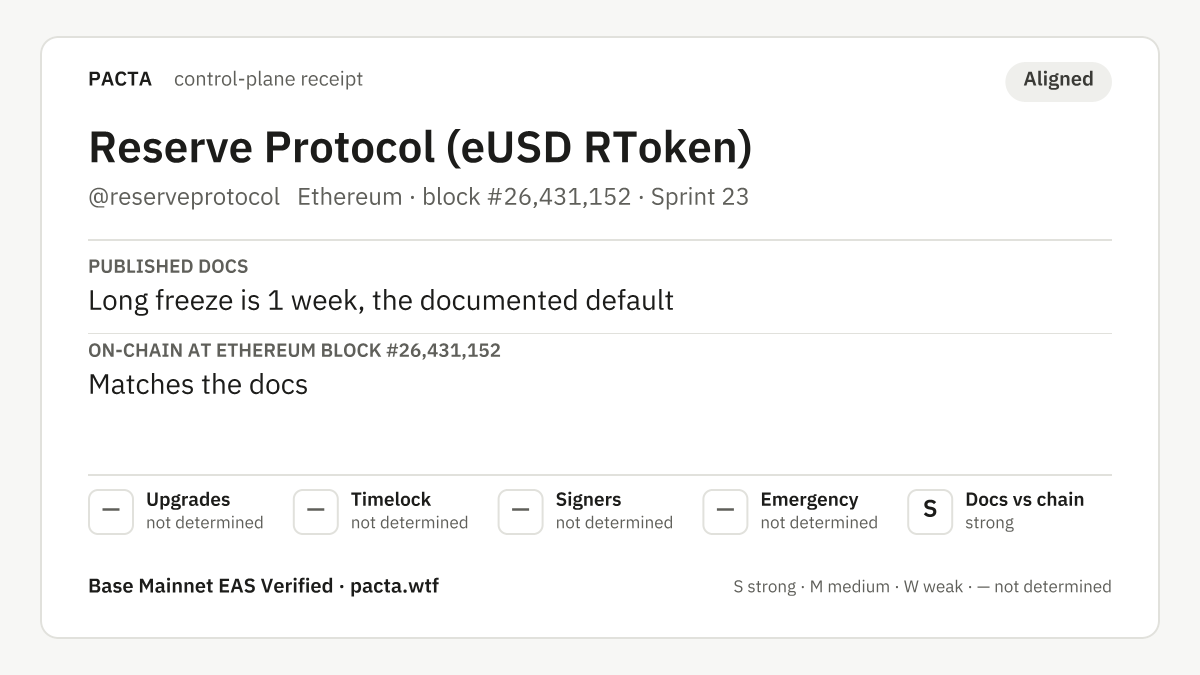 PACTA control-plane receipt Aligned
Reserve Protocol (eUSD RToken)
@reserveprotocol Ethereum · block #26,431,152 · Sprint 23
PUBLISHED DOCS
Long freeze is 1 week, the documented default
ON-CHAIN AT ETHEREUM BLOCK #26,431,152
Matches the docs
— Upgrades not determined
— Timelock not determined
— Signers not determined
— Emergency not determined
S Docs vs chain strong
Base Mainnet EAS Verified · pacta.wtf
S strong · M medium · W weak · — not determined